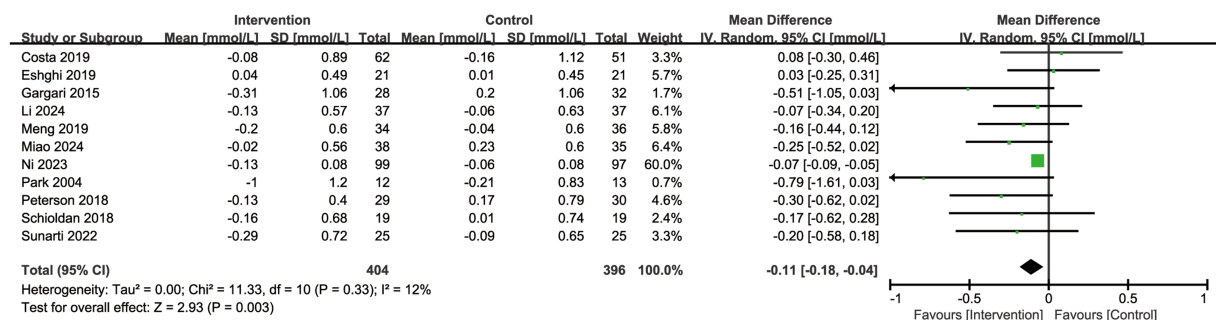 Intervention Control Mean Difference Mean Difference
Study or Subgroup Mean [mmol/L] SD [mmol/L] Total Mean [mmol/L] SD [mmol/L] Total Weight IV, Random, 95% CI [mmol/L] IV, Random, 95% CI [mmol/L]
Costa 2019 -0.08 0.89 62 -0.16 1.12 51 3.3% 0.08 [-0.30, 0.46]
Eshghi 2019 0.04 0.49 21 0.01 0.45 21 5.7% 0.03 [-0.25, 0.31]
Gargari 2015 -0.31 1.06 28 0.2 1.06 32 1.7% -0.51 [-1.05, 0.03]
Li 2024 -0.13 0.57 37 -0.06 0.63 37 6.1% -0.07 [-0.34, 0.20]
Meng 2019 -0.2 0.6 34 -0.04 0.6 36 5.8% -0.16 [-0.44, 0.12]
Miao 2024 -0.02 0.56 38 0.23 0.6 35 6.4% -0.25 [-0.52, 0.02]
Ni 2023 -0.13 0.08 99 -0.06 0.08 97 60.0% -0.07 [-0.09, -0.05]
Park 2004 -1 1.2 12 -0.21 0.83 13 0.7% -0.79 [-1.61, 0.03]
Peterson 2018 -0.13 0.4 29 0.17 0.79 30 4.6% -0.30 [-0.62, 0.02]
Schioldan 2018 -0.16 0.68 19 0.01 0.74 19 2.4% -0.17 [-0.62, 0.28]
Sunarti 2022 -0.29 0.72 25 -0.09 0.65 25 3.3% -0.20 [-0.58, 0.18]
Total (95% CI) 404 396 100.0% -0.11 [-0.18, -0.04]
Heterogeneity: Tau² = 0.00; Chi² = 11.33, df = 10 (P = 0.33); I² = 12%
Test for overall effect: Z = 2.93 (P = 0.003)
-1 -0.5 0 0.5 1
Favours [Intervention] Favours [Control]